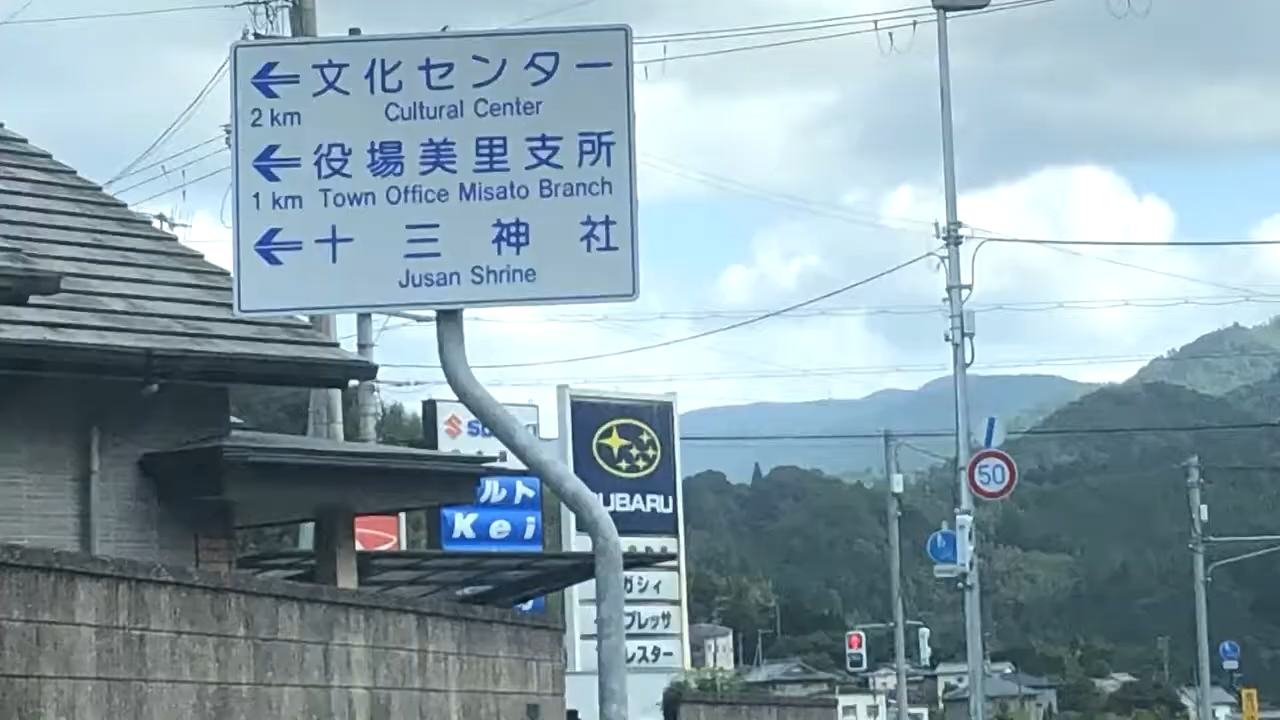 文化センター
2 km Cultural Center
役場美里支所
1 km Town Office Misato Branch
十三神社
Jusan Shrine
ルト
Kei
SUBARU
ガシィ
プレッサ
レスター
50